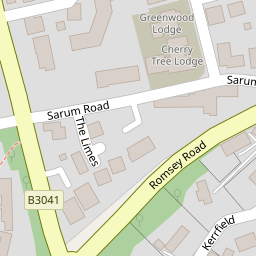 Greenwood
Lodge
Cherry
Tree Lodge
Sarum
Sarum Road
The Limes
Romsey Road
B3041
Kerrfield